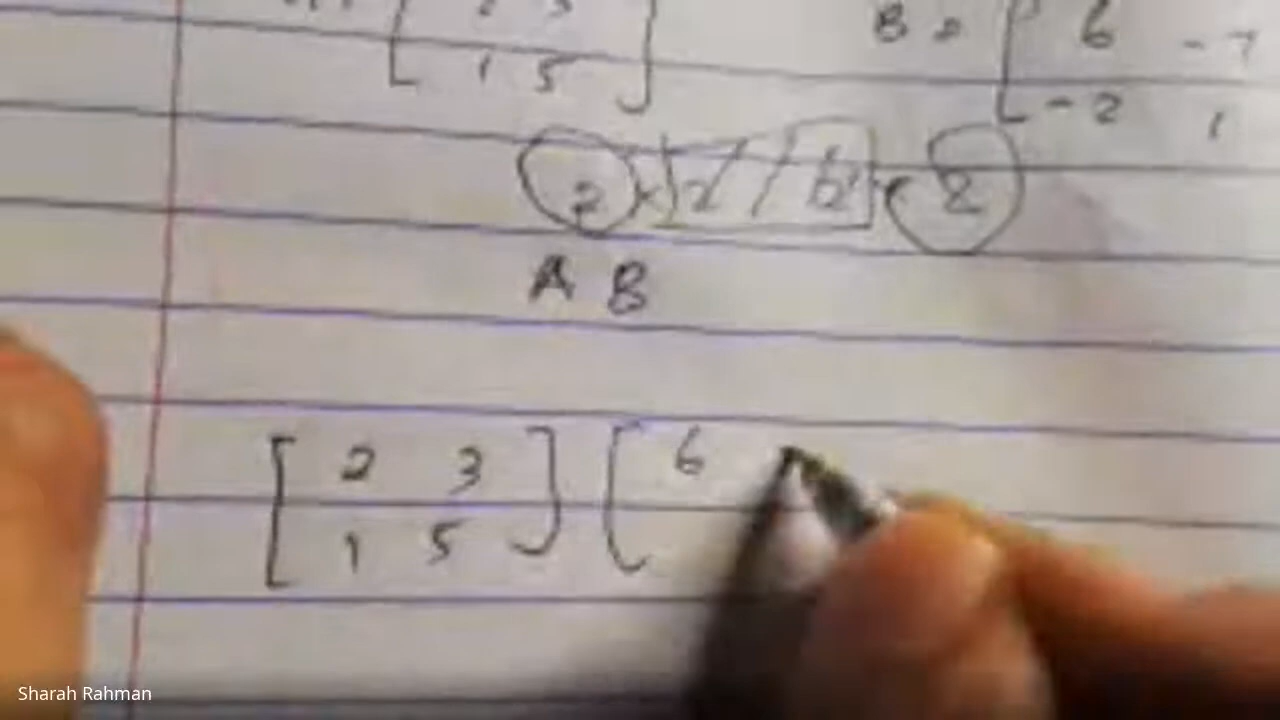 2 3 B = 6 -7
1 5 -2 1
2 × 2 / 2 × 2
A B
[ 2 3 ] [ 6
1 5
Sharah Rahman